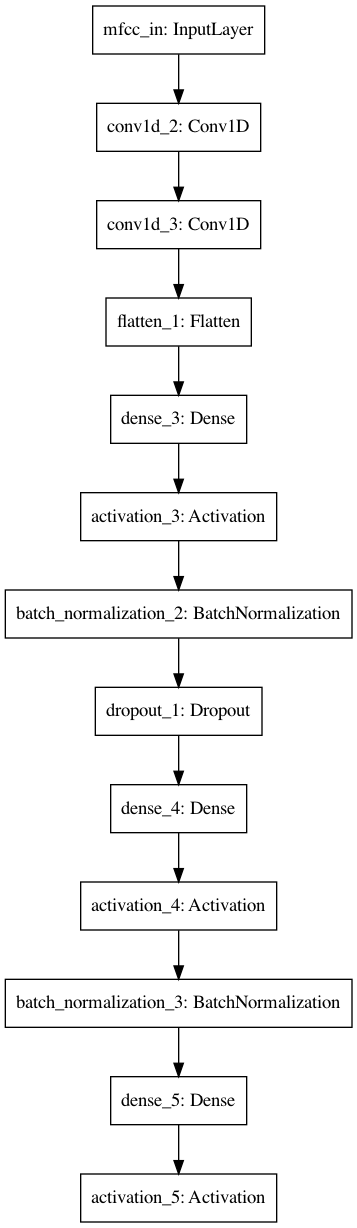 mfcc_in: InputLayer
conv1d_2: Conv1D
conv1d_3: Conv1D
flatten_1: Flatten
dense_3: Dense
activation_3: Activation
batch_normalization_2: BatchNormalization
dropout_1: Dropout
dense_4: Dense
activation_4: Activation
batch_normalization_3: BatchNormalization
dense_5: Dense
activation_5: Activation